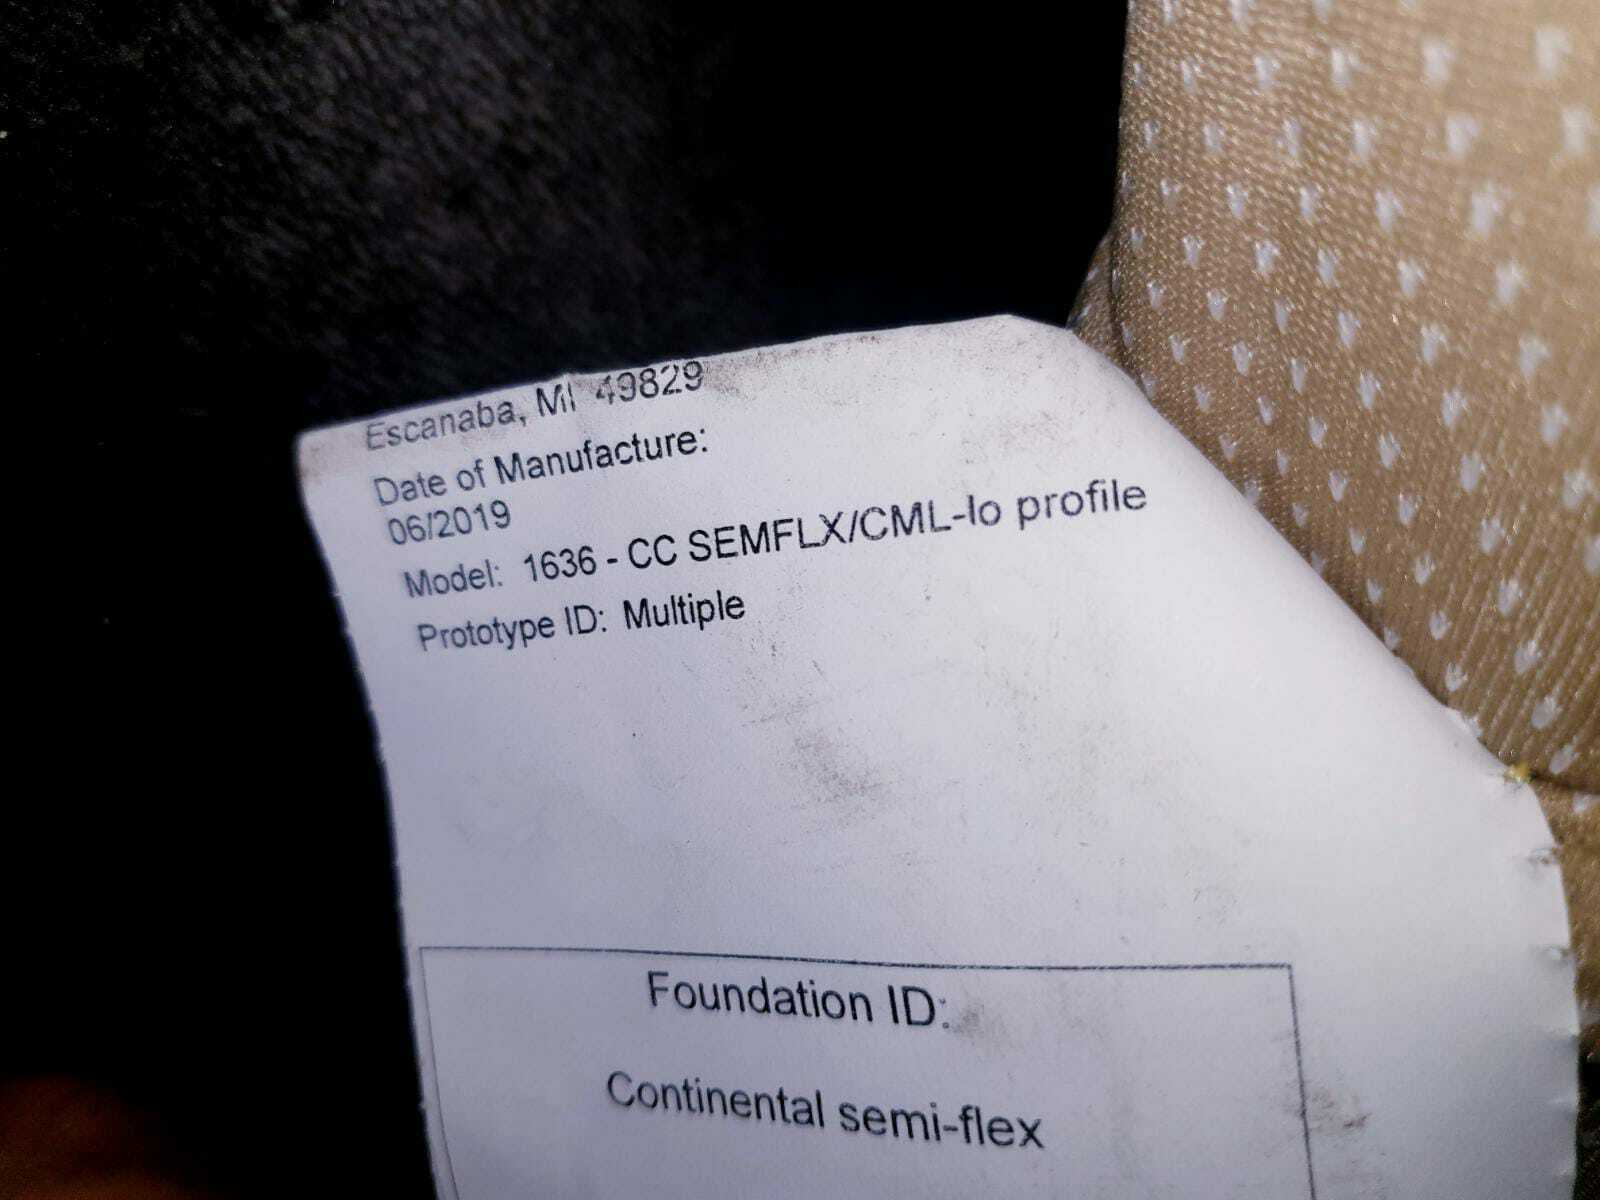 Escanaba, MI 49829
Date of Manufacture:
06/2019
Model: 1636 - CC SEMFLX/CML-lo profile
Prototype ID: Multiple
Foundation ID:
Continental semi-flex